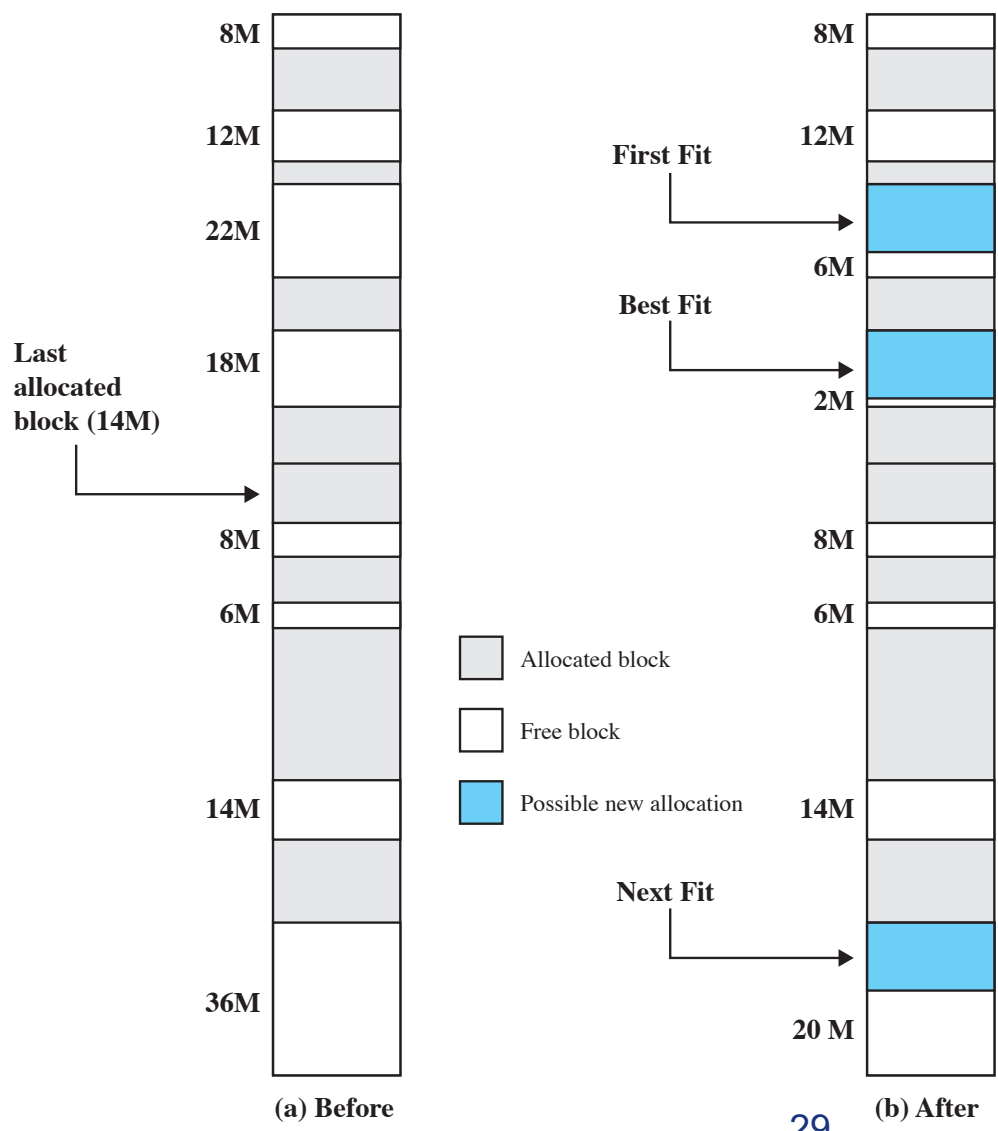 8M
12M
22M
18M
Last
allocated
block (14M)
8M
6M
14M
36M
(a) Before
Allocated block
Free block
Possible new allocation
8M
12M
First Fit
6M
Best Fit
2M
8M
6M
14M
Next Fit
20 M
(b) After
29